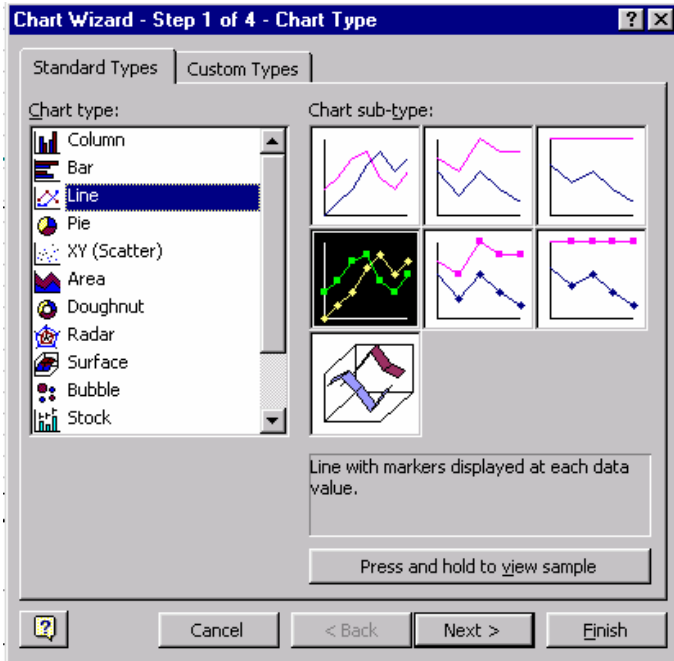 Chart Wizard - Step 1 of 4 - Chart Type
Standard Types
Custom Types
Chart type:
Chart sub-type:
Column
Bar
Line
Pie
XY (Scatter)
Area
Doughnut
Radar
Surface
Bubble
Stock
Line with markers displayed at each data
value.
Press and hold to view sample
Cancel
< Back
Next >
Finish